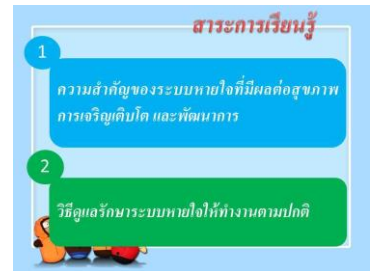 สาระการเรียนรู้
1
ความสำคัญของระบบหายใจที่มีผลต่อสุขภาพ
การเจริญเติบโต และพัฒนาการ
2
วิธีดูแลรักษาระบบหายใจให้ทำงานตามปกติ